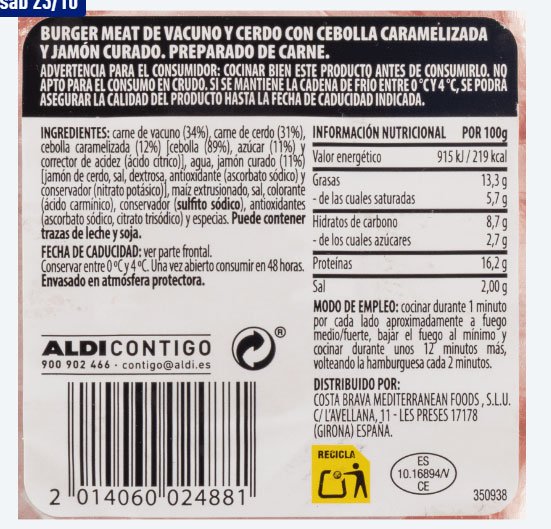 sáb 23/10
BURGER MEAT DE VACUNO Y CERDO CON CEBOLLA CARAMELIZADA
Y JAMÓN CURADO. PREPARADO DE CARNE.
ADVERTENCIA PARA EL CONSUMIDOR: COCINAR BIEN ESTE PRODUCTO ANTES DE CONSUMIRLO. NO
APTO PARA EL CONSUMO EN CRUDO. SI SE MANTIENE LA CADENA DE FRÍO ENTRE 0 °C Y 4 °C, SE PODRÁ
ASEGURAR LA CALIDAD DEL PRODUCTO HASTA LA FECHA DE CADUCIDAD INDICADA.
INGREDIENTES: carne de vacuno (34%), carne de cerdo (31%),
cebolla caramelizada (12%) [cebolla (89%), azúcar (11%) y
corrector de acidez (ácido cítrico)], agua, jamón curado (11%)
[jamón de cerdo, sal, dextrosa, antioxidante (ascorbato sódico) y
conservador (nitrato potásico)], maíz extrusionado, sal, colorante
(ácido carmínico), conservador (sulfito sódico), antioxidantes
(ascorbato sódico, citrato trisódico) y especias. Puede contener
trazas de leche y soja.
FECHA DE CADUCIDAD: ver parte frontal.
Conservar entre 0 °C y 4 °C. Una vez abierto consumir en 48 horas.
Envasado en atmósfera protectora.
ALDI CONTIGO
900 902 466 · contigo@aldi.es
®
2 014060 024881
INFORMACIÓN NUTRICIONAL POR 100g
Valor energético 915 kJ / 219 kcal
Grasas 13,3 g
- de las cuales saturadas 5,7 g
Hidratos de carbono 8,7 g
- de los cuales azúcares 2,7 g
Proteínas 16,2 g
Sal 2,00 g
MODO DE EMPLEO: cocinar durante 1 minuto
por cada lado aproximadamente a fuego
medio/fuerte, bajar el fuego al mínimo y
cocinar durante unos 12 minutos más,
volteando la hamburguesa cada 2 minutos.
DISTRIBUIDO POR:
COSTA BRAVA MEDITERRANEAN FOODS, S.L.U.
C/ L'AVELLANA, 11 - LES PRESES 17178
(GIRONA) ESPAÑA.
RECICLA
ES
10.16894/V
CE
350938